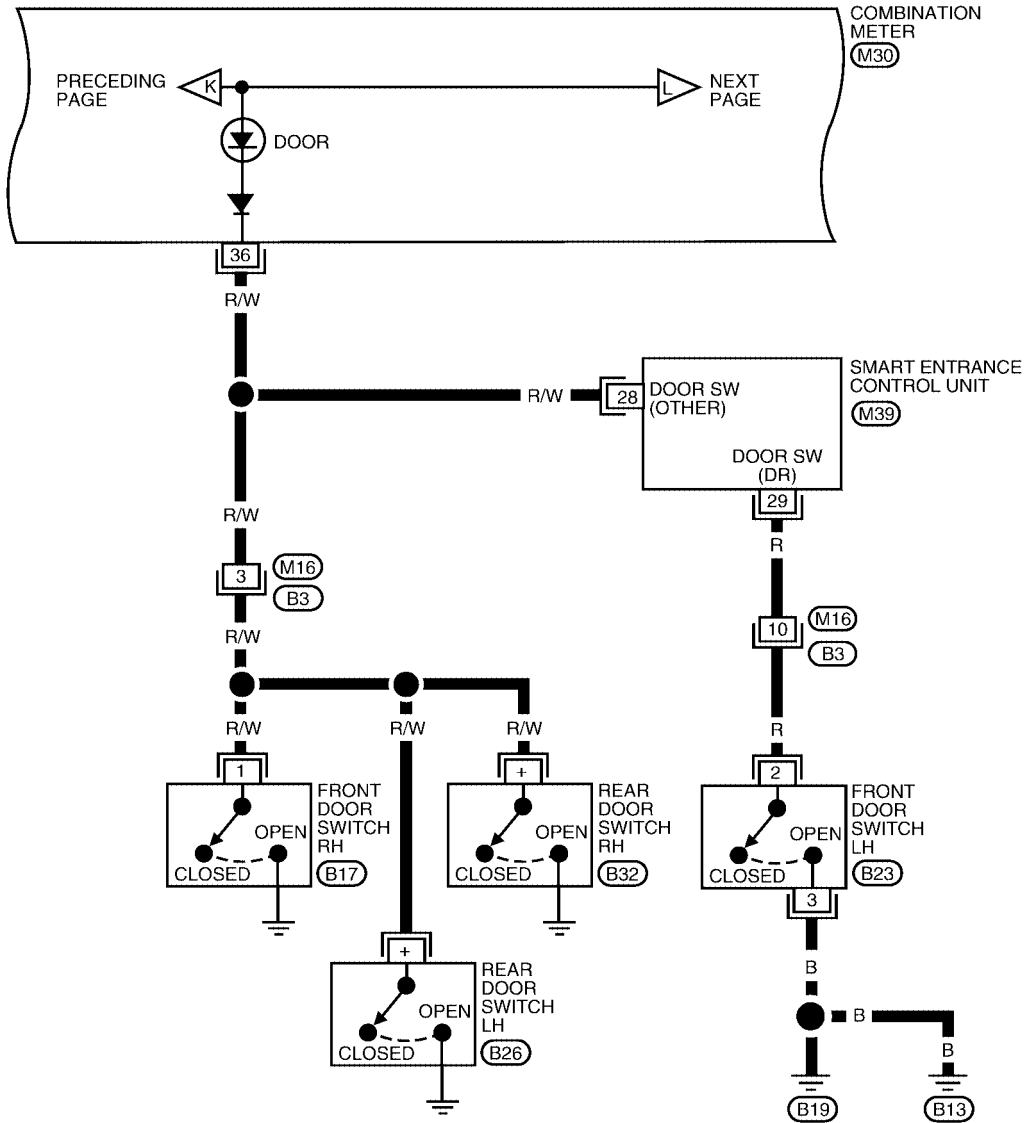 COMBINATION
METER
M30
PRECEDING
PAGE
K
L
NEXT
PAGE
DOOR
36
R/W
SMART ENTRANCE
CONTROL UNIT
M39
R/W
28
DOOR SW
(OTHER)
DOOR SW
(DR)
29
R/W
R
3
M16
B3
10
M16
B3
R/W
R/W
R/W
R/W
R
1
+
2
FRONT
DOOR
SWITCH
RH
B17
OPEN
CLOSED
REAR
DOOR
SWITCH
RH
B32
OPEN
CLOSED
FRONT
DOOR
SWITCH
LH
B23
OPEN
CLOSED
3
+
REAR
DOOR
SWITCH
LH
B26
OPEN
CLOSED
B
B
B
B19
B13